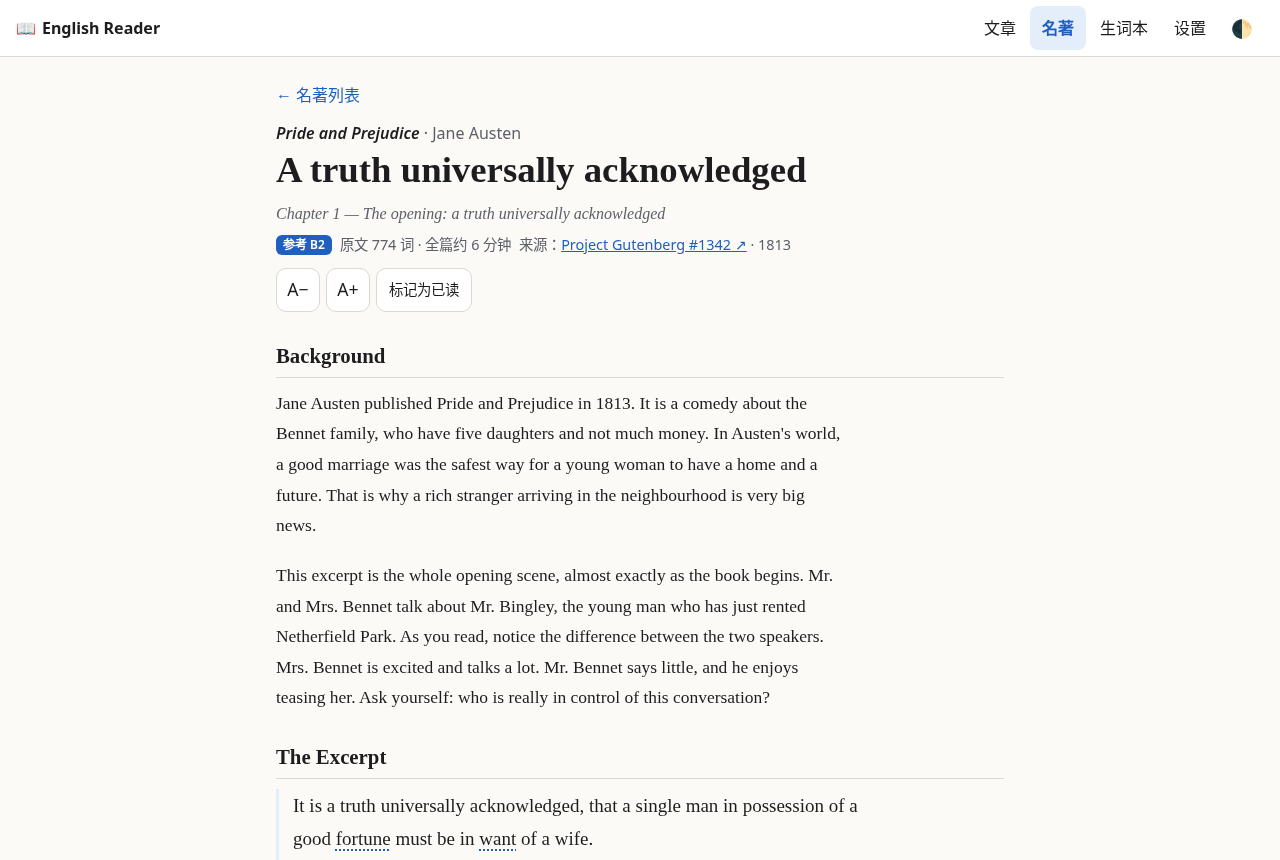 📖 English Reader
文章 名著 生词本 设置 🌓
← 名著列表
Pride and Prejudice · Jane Austen
A truth universally acknowledged
Chapter 1 — The opening: a truth universally acknowledged
参考 B2 原文 774 词 · 全篇约 6 分钟 来源：Project Gutenberg #1342 ↗ · 1813
A− A+ 标记为已读
Background
Jane Austen published Pride and Prejudice in 1813. It is a comedy about the
Bennet family, who have five daughters and not much money. In Austen's world,
a good marriage was the safest way for a young woman to have a home and a
future. That is why a rich stranger arriving in the neighbourhood is very big
news.
This excerpt is the whole opening scene, almost exactly as the book begins. Mr.
and Mrs. Bennet talk about Mr. Bingley, the young man who has just rented
Netherfield Park. As you read, notice the difference between the two speakers.
Mrs. Bennet is excited and talks a lot. Mr. Bennet says little, and he enjoys
teasing her. Ask yourself: who is really in control of this conversation?
The Excerpt
It is a truth universally acknowledged, that a single man in possession of a
good fortune must be in want of a wife.